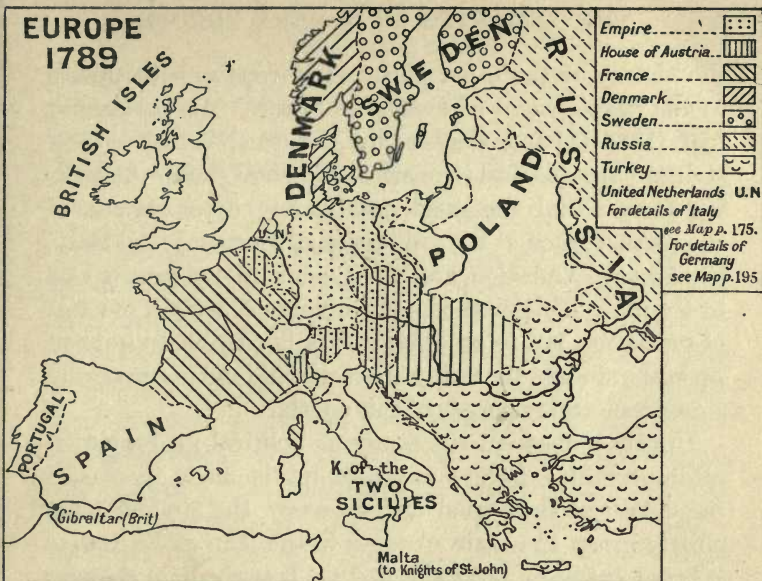 EUROPE
1789
BRITISH ISLES
DENMARK
SWEDEN
RUSSIA
POLAND
PORTUGAL
SPAIN
Gibraltar (Brit)
K. of the
TWO
SICILIES
Malta
(to Knights of St John)
U.N.
Empire
House of Austria
France
Denmark
Sweden
Russia
Turkey
United Netherlands U.N
For details of Italy
see Map p. 175.
For details of
Germany
see Map p. 195